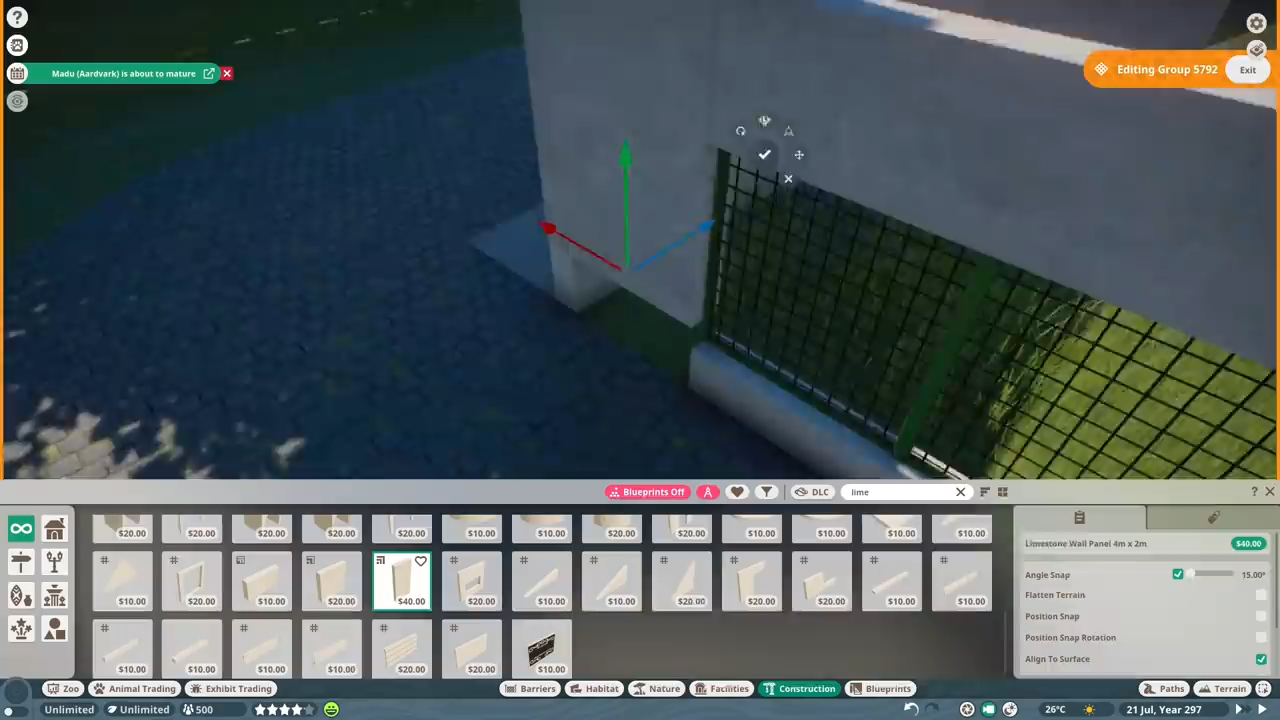 ?
Madu (Aardvark) is about to mature
Editing Group 5792
Exit
Blueprints Off
DLC
lime
?
$20.00 $20.00 $20.00 $20.00 $20.00 $10.00 $10.00 $20.00 $20.00 $10.00 $10.00 $10.00 $10.00
$10.00 $20.00 $10.00 $20.00 $40.00 $20.00 $10.00 $10.00 $20.00 $20.00 $20.00 $10.00 $10.00
$10.00 $10.00 $10.00 $10.00 $20.00 $20.00 $10.00
Limestone Wall Panel 4m x 2m $40.00
Angle Snap 15.00°
Flatten Terrain
Position Snap
Position Snap Rotation
Align To Surface
Zoo Animal Trading Exhibit Trading Barriers Habitat Nature Facilities Construction Blueprints Paths Terrain
Unlimited Unlimited 500 26°C 21 Jul, Year 297